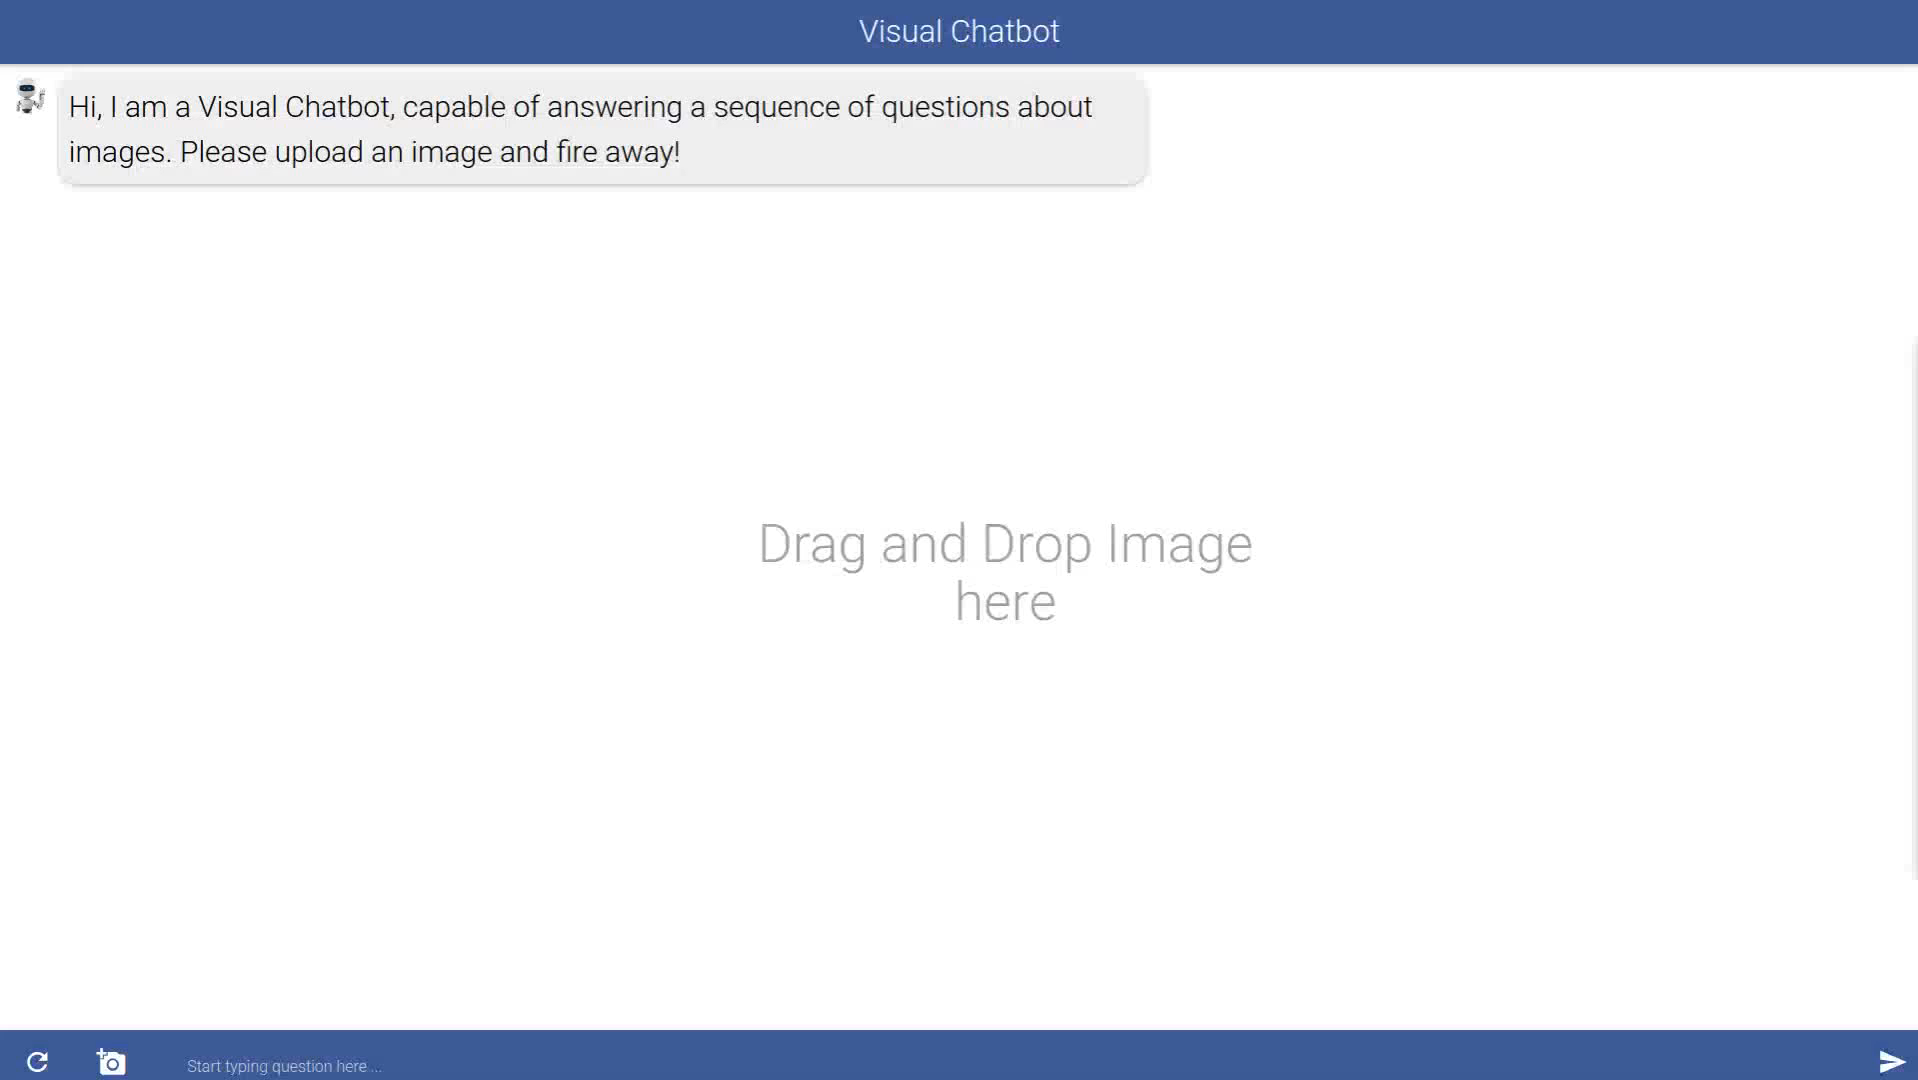 Visual Chatbot
Hi, I am a Visual Chatbot, capable of answering a sequence of questions about
images. Please upload an image and fire away!
Drag and Drop Image
here
Start typing question here ...